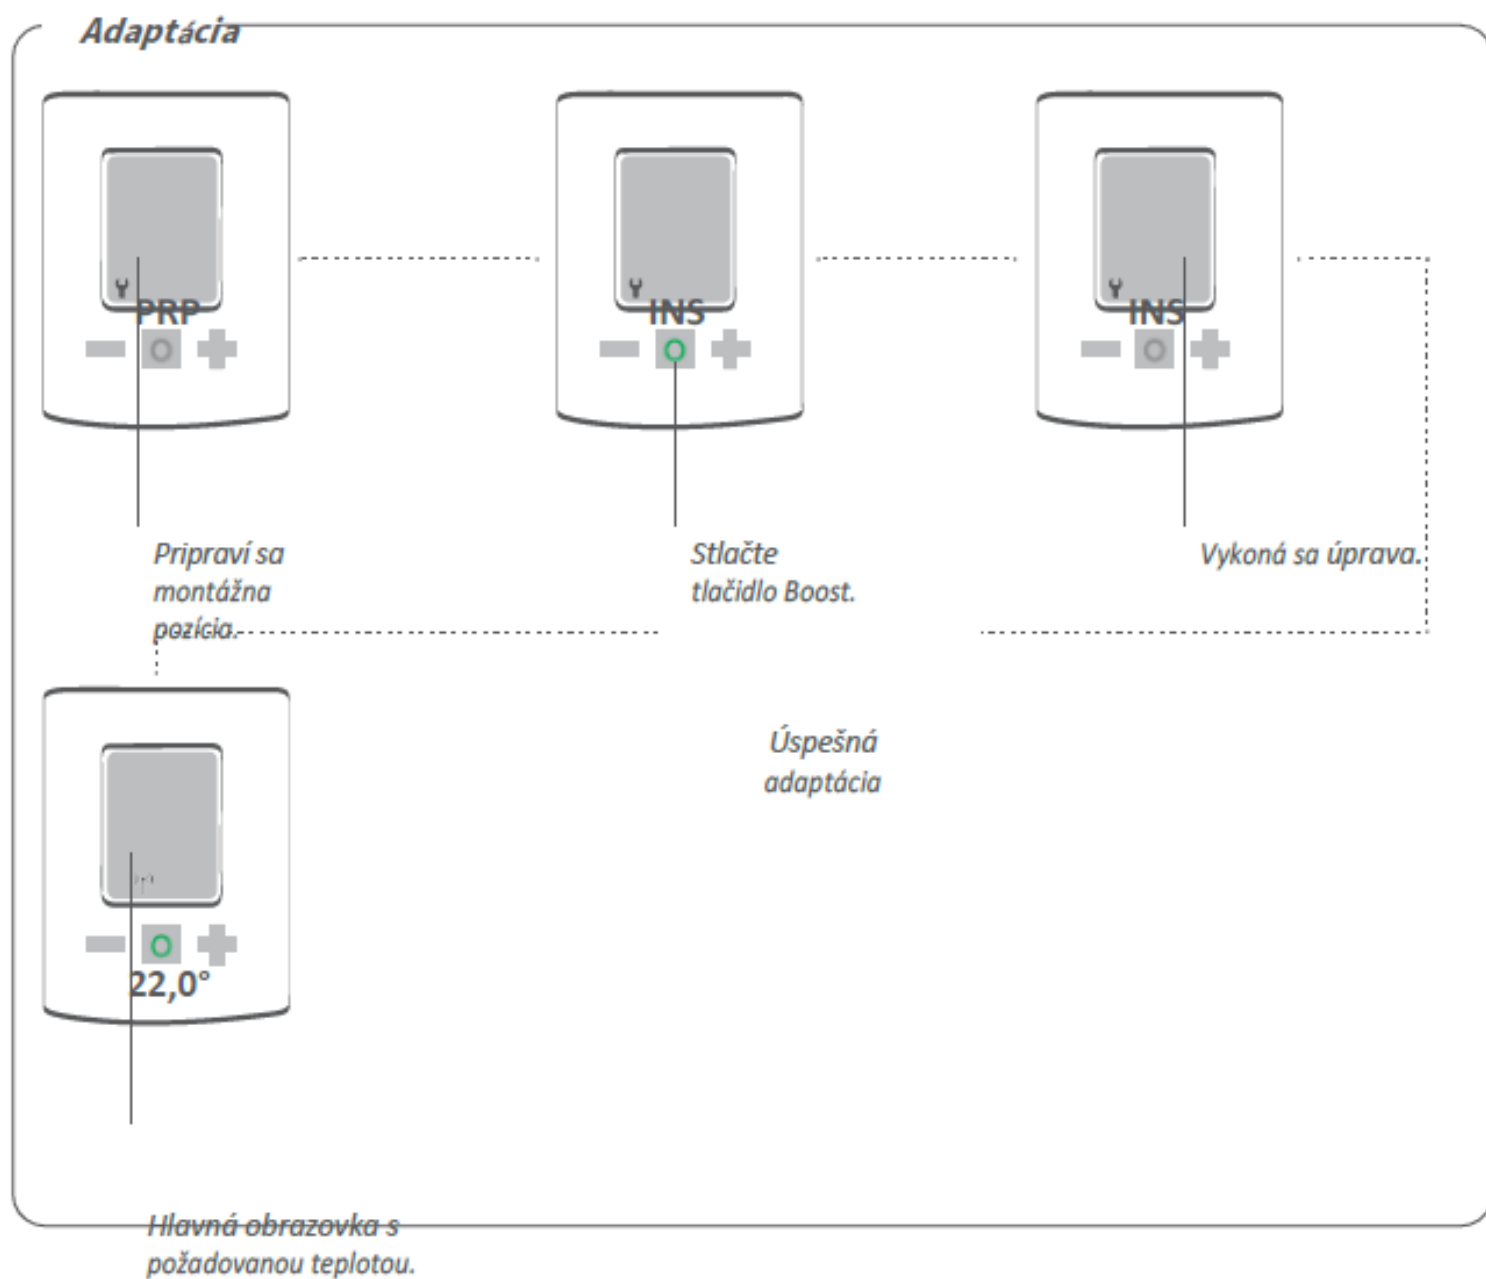 Adaptácia
PRP
INS
INS
Pripraví sa
montážna
pozícia.
Stlačte
tlačidlo Boost.
Vykoná sa úprava.
Úspešná
adaptácia
22,0°
Hlavná obrazovka s
požadovanou teplotou.